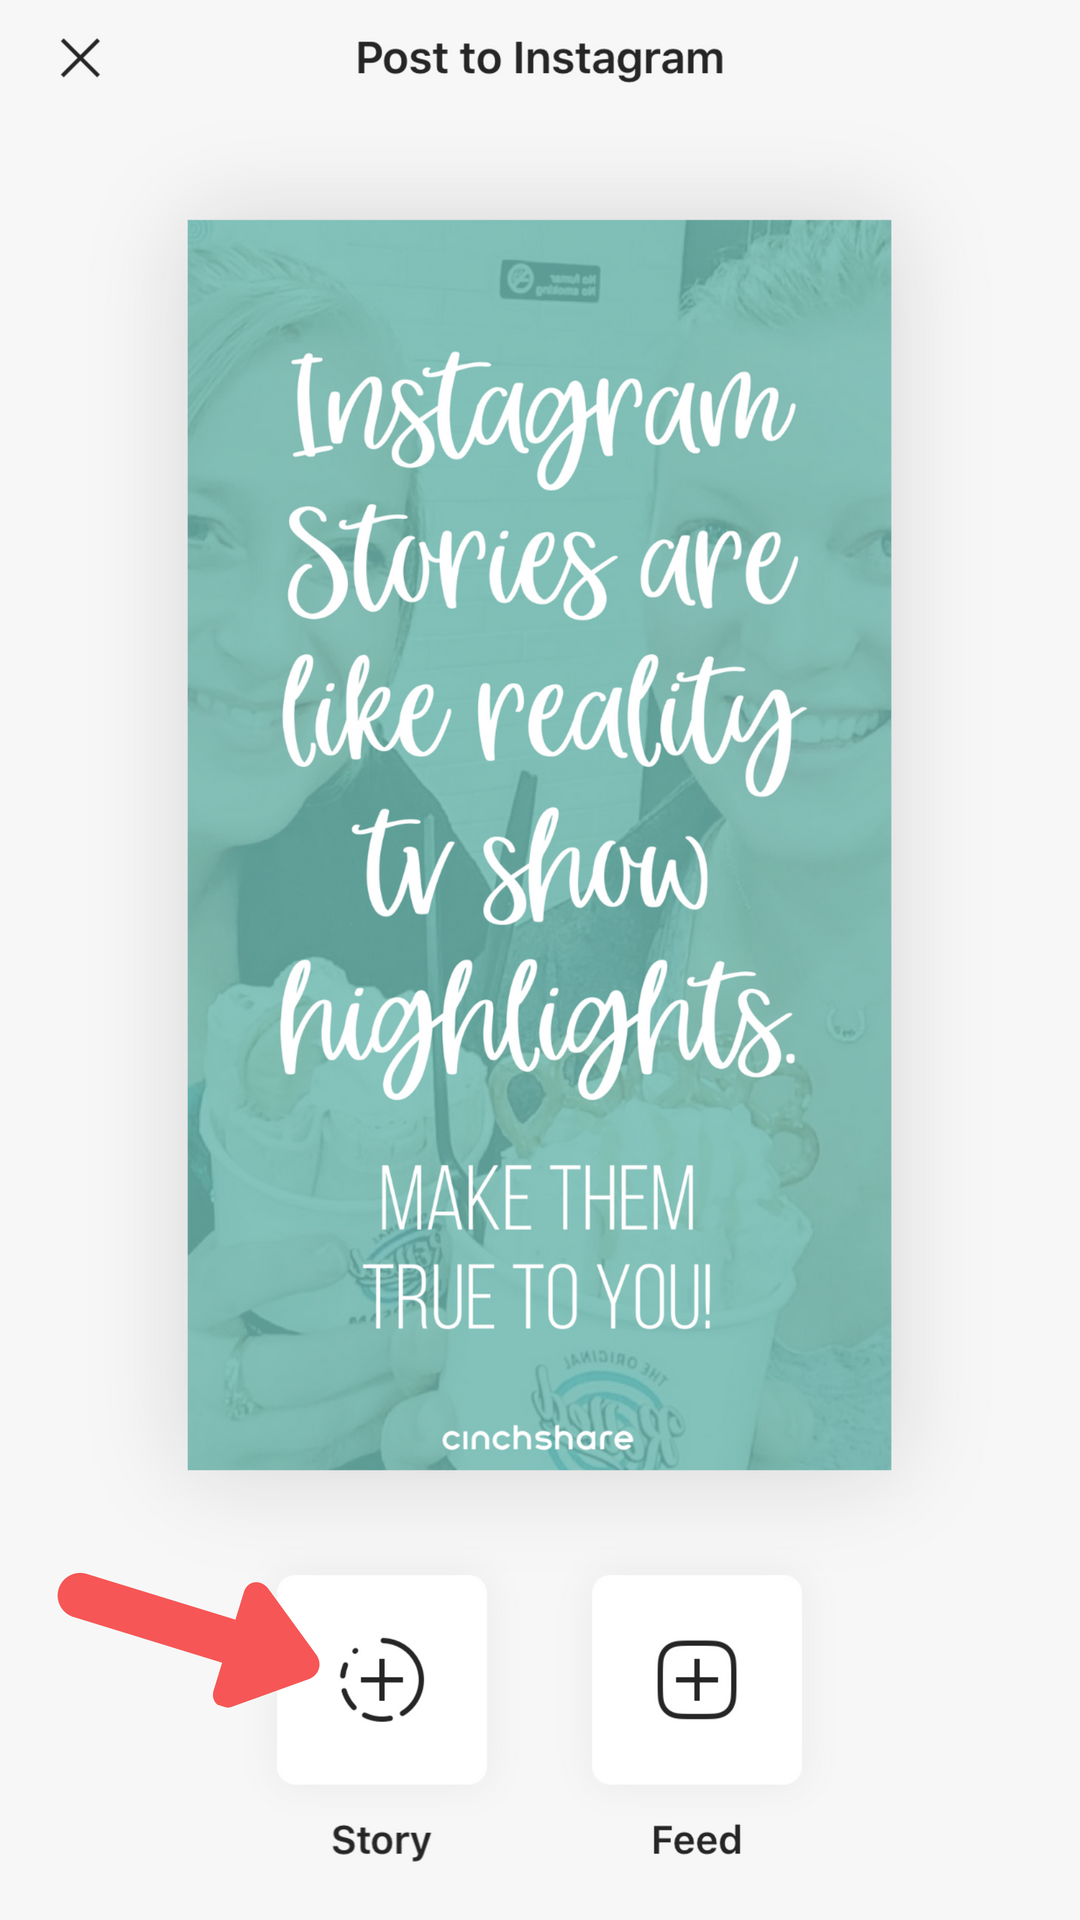 Post to Instagram
No fumar
No smoking
Instagram
Stories are
like reality
tv show
highlights.
MAKE THEM
TRUE TO YOU!
THE ORIGINAL
Rolled
cinchshare
Story
Feed